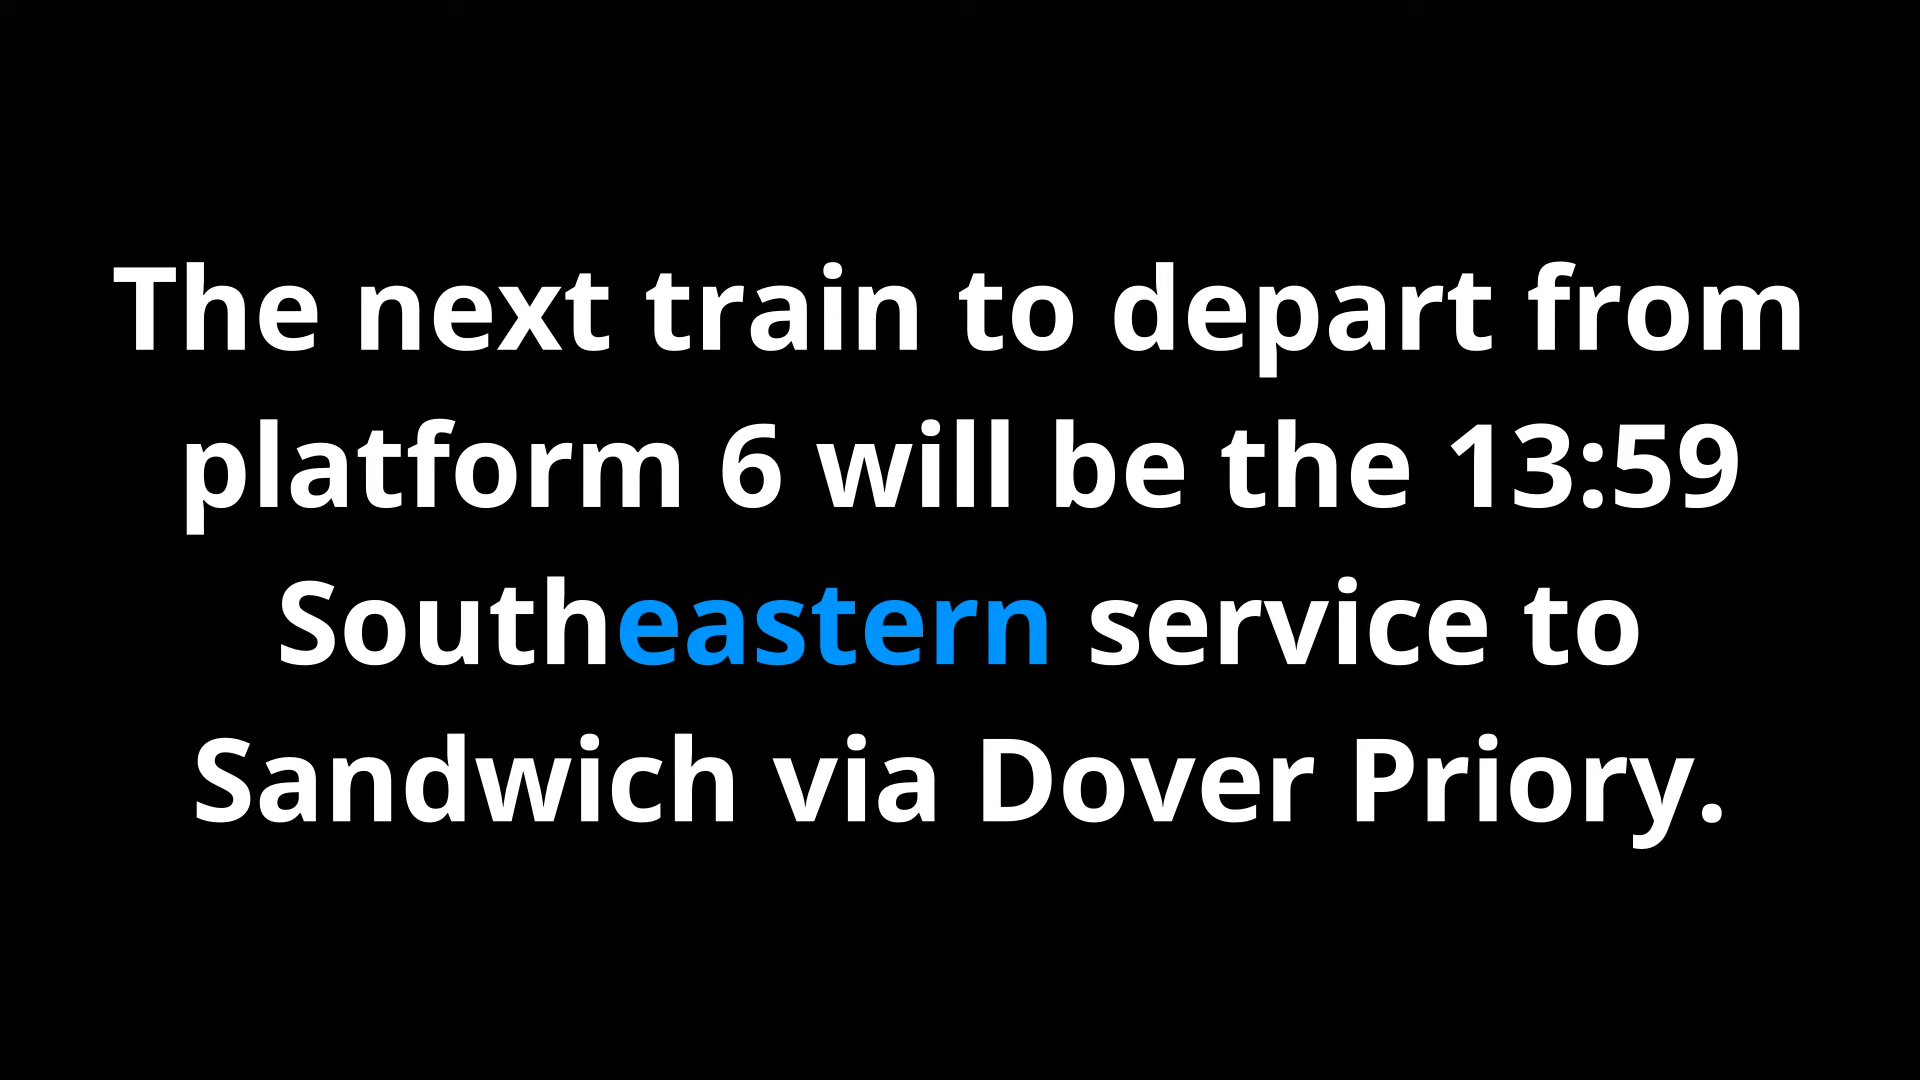 The next train to depart from
platform 6 will be the 13:59
Southeastern service to
Sandwich via Dover Priory.